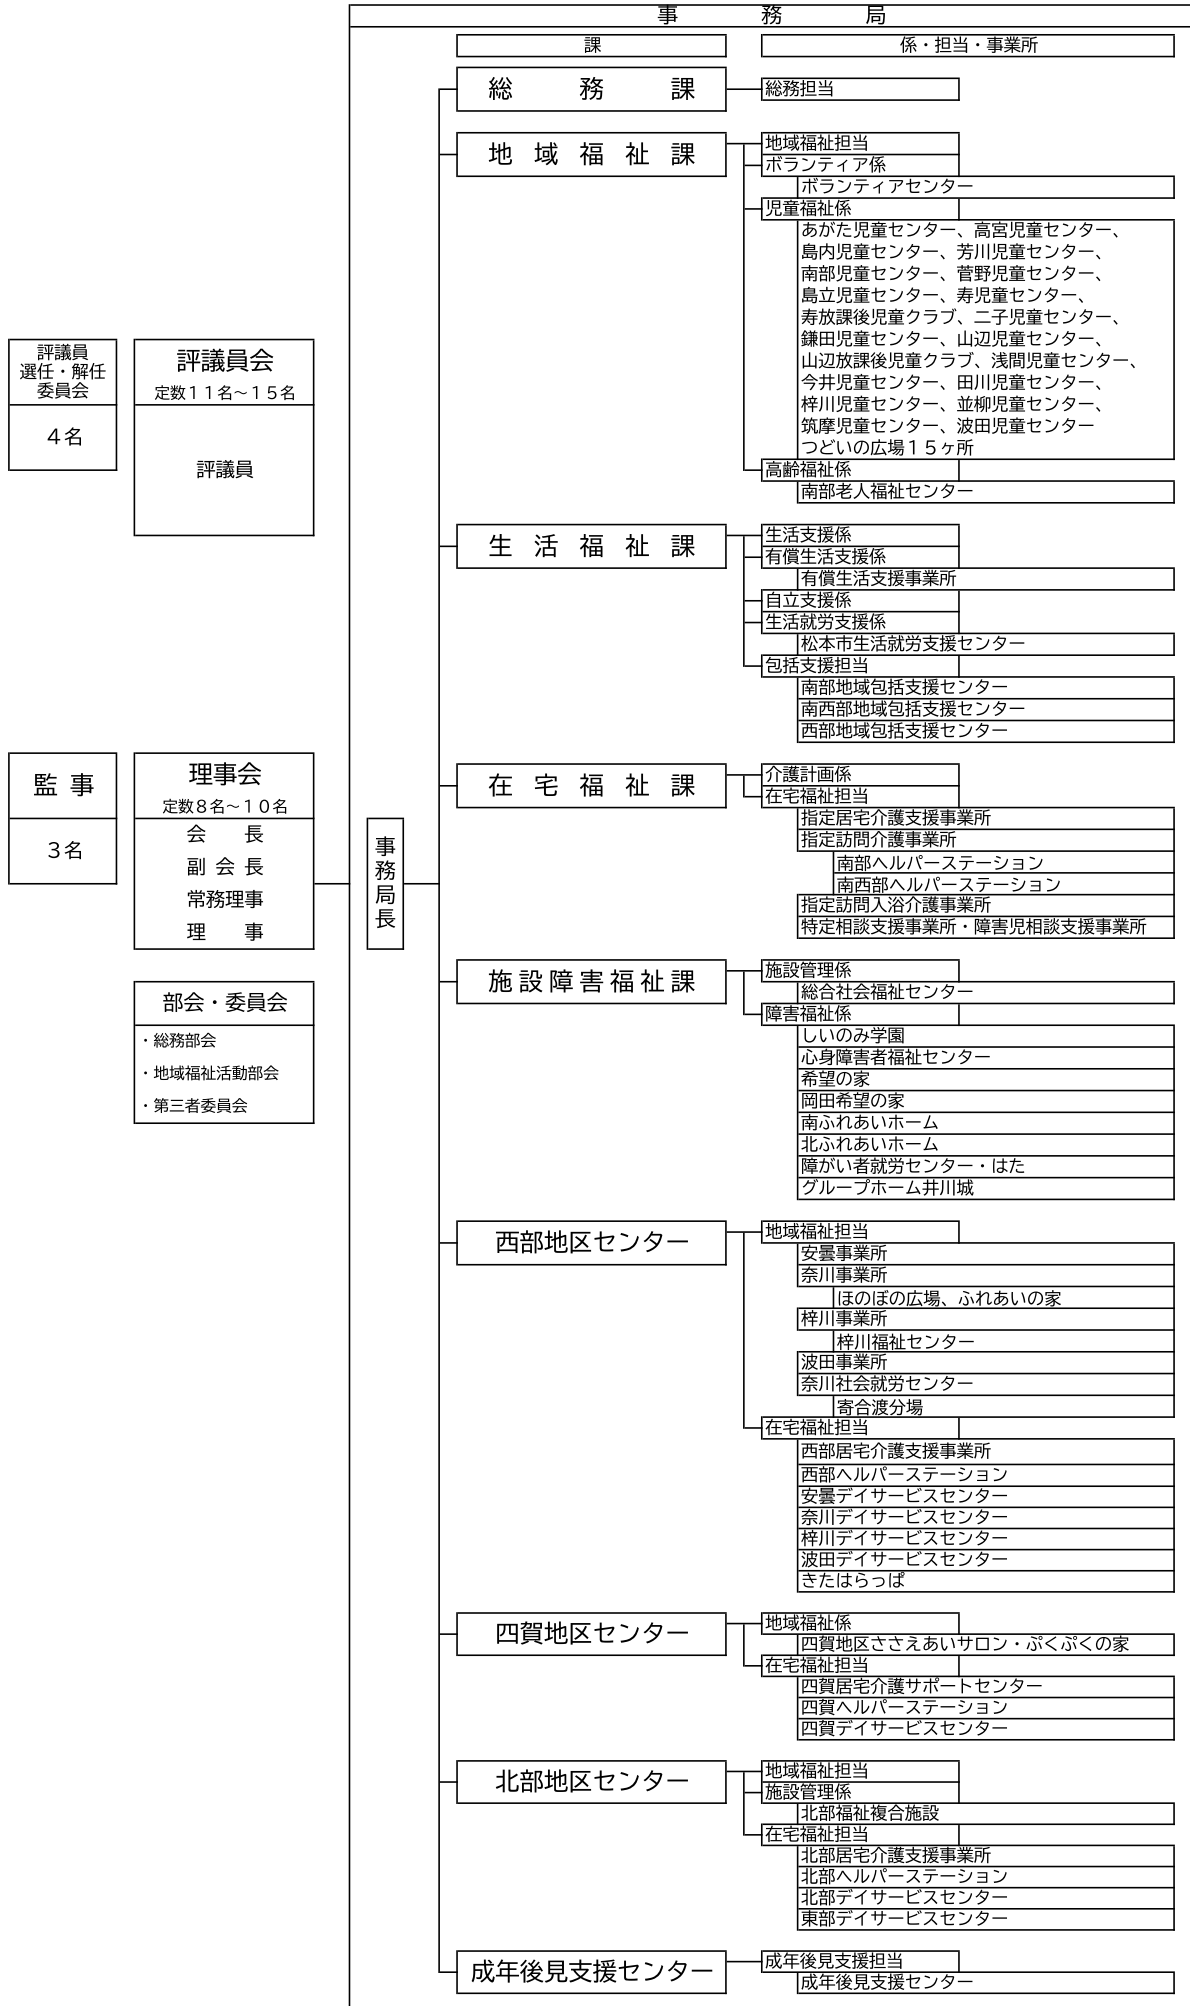 事務局
課
係・担当・事業所
評議員
選任・解任
委員会
４名
評議員会
定数１１名～１５名
評議員
監事
３名
理事会
定数８名～１０名
会長
副会長
常務理事
理事
部会・委員会
・総務部会
・地域福祉活動部会
・第三者委員会
事務局長
総務課
総務担当
地域福祉課
地域福祉担当
ボランティア係
ボランティアセンター
児童福祉係
あがた児童センター、高宮児童センター、
島内児童センター、芳川児童センター、
南部児童センター、菅野児童センター、
島立児童センター、寿児童センター、
寿放課後児童クラブ、二子児童センター、
鎌田児童センター、山辺児童センター、
山辺放課後児童クラブ、浅間児童センター、
今井児童センター、田川児童センター、
梓川児童センター、並柳児童センター、
筑摩児童センター、波田児童センター
つどいの広場１５ヶ所
高齢福祉係
南部老人福祉センター
生活福祉課
生活支援係
有償生活支援係
有償生活支援事業所
自立支援係
生活就労支援係
松本市生活就労支援センター
包括支援担当
南部地域包括支援センター
南西部地域包括支援センター
西部地域包括支援センター
在宅福祉課
介護計画係
在宅福祉担当
指定居宅介護支援事業所
指定訪問介護事業所
南部ヘルパーステーション
南西部ヘルパーステーション
指定訪問入浴介護事業所
特定相談支援事業所・障害児相談支援事業所
施設障害福祉課
施設管理係
総合社会福祉センター
障害福祉係
しいのみ学園
心身障害者福祉センター
希望の家
岡田希望の家
南ふれあいホーム
北ふれあいホーム
障がい者就労センター・はた
グループホーム井川城
西部地区センター
地域福祉担当
安曇事業所
奈川事業所
ほのぼの広場、ふれあいの家
梓川事業所
梓川福祉センター
波田事業所
奈川社会就労センター
寄合渡分場
在宅福祉担当
西部居宅介護支援事業所
西部ヘルパーステーション
安曇デイサービスセンター
奈川デイサービスセンター
梓川デイサービスセンター
波田デイサービスセンター
きたはらっぱ
四賀地区センター
地域福祉係
四賀地区ささえあいサロン・ぷくぷくの家
在宅福祉担当
四賀居宅介護サポートセンター
四賀ヘルパーステーション
四賀デイサービスセンター
北部地区センター
地域福祉担当
施設管理係
北部福祉複合施設
在宅福祉担当
北部居宅介護支援事業所
北部ヘルパーステーション
北部デイサービスセンター
東部デイサービスセンター
成年後見支援センター
成年後見支援担当
成年後見支援センター